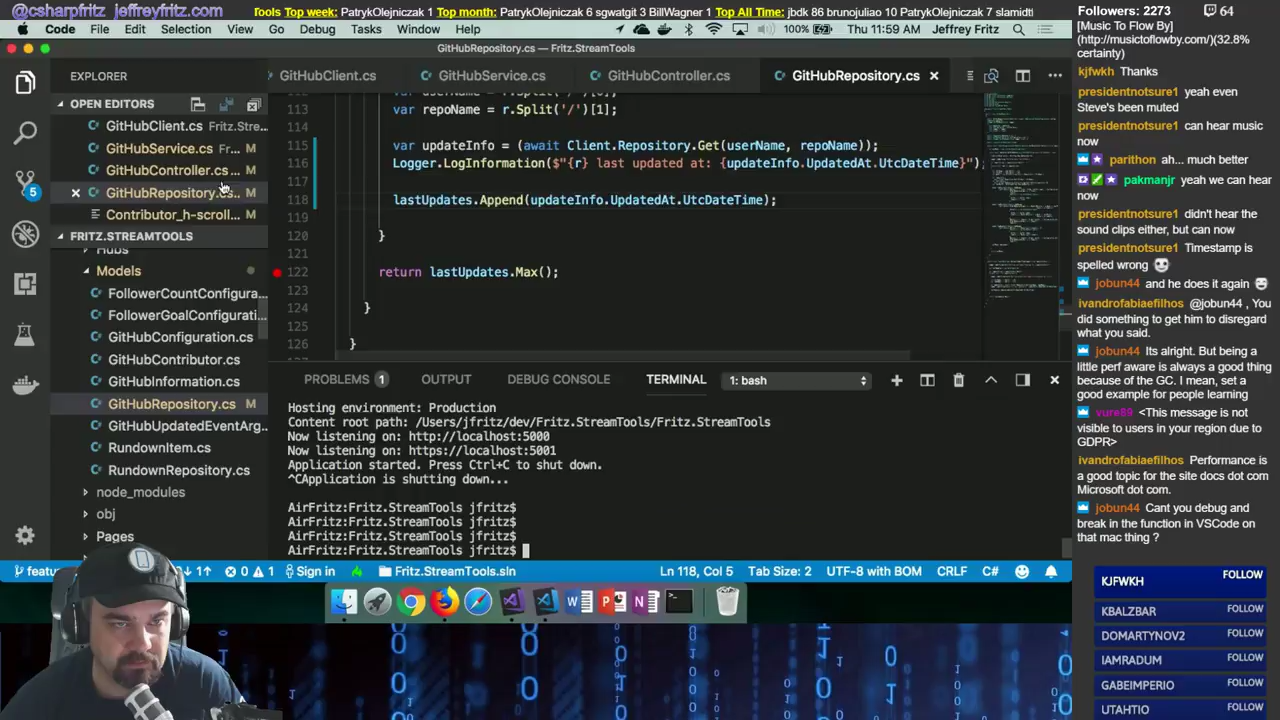 @csharpfritz jeffreyfritz.com
Tools Top week: PatrykOlejniczak 6 sgwatgit 3 BillWagner 1 Top month: PatrykOlejniczak 10 sgwatgit 8 BillWagner 1 Top All Time: jbdk 86 tmcnjulian 10 PatrykOlejniczak 7 slamidtf
Followers: 2273
64
Code File Edit Selection View Go Debug Tasks Window Help
100% Thu 11:59 AM Jeffrey Fritz
GitHubRepository.cs — Fritz.StreamTools
EXPLORER
OPEN EDITORS
GitHubClient.cs Fritz.Stre...
GitHubService.cs ... M
GitHubController.cs ... M
GitHubRepository... M
Contributor_h-scroll... M
FRITZ.STREAMTOOLS
Hubs
Models
FollowerCountConfigura...
FollowerGoalConfigurati...
GitHubConfiguration.cs
GitHubContributor.cs
GitHubInformation.cs
GitHubRepository.cs M
GitHubUpdatedEventArg...
RundownItem.cs
RundownRepository.cs
node_modules
obj
Pages
5
GitHubClient.cs GitHubService.cs GitHubController.cs GitHubRepository.cs
113 var repoName = r.Split('/')[1];
114
115 var updateInfo = (await Client.Repository.Get(userName, repoName));
updateInfo.UpdatedAt.UtcDateTime}");
117
118 lastUpdates.Append(updateInfo.UpdatedAt.UtcDateTime);
119
120 }
121
122 return lastUpdates.Max();
123
124 }
125
126 }
PROBLEMS 1 OUTPUT DEBUG CONSOLE TERMINAL 1: bash
Hosting environment: Production
Content root path: /Users/jfritz/dev/Fritz.StreamTools/Fritz.StreamTools
Now listening on: http://localhost:5000
Now listening on: https://localhost:5001
Application started. Press Ctrl+C to shut down.
^CApplication is shutting down...
AirFritz:Fritz.StreamTools jfritz$
AirFritz:Fritz.StreamTools jfritz$
AirFritz:Fritz.StreamTools jfritz$
AirFritz:Fritz.StreamTools jfritz$
featu 1↑ 0 1 Sign in Fritz.StreamTools.sln Ln 118, Col 5 Tab Size: 2 UTF-8 with BOM CRLF C#
[Music To Flow By]
(http://musicflowby.com/)(32.8%
certainty)
kjfwkh Thanks
presidentnotsure1 yeah even
Steve's been muted
presidentnotsure1 can hear music
now
parithon ah much better
pakmanjr yeah we can hear
now
presidentnotsure1 didn't hear the
sound clips either, but can now
presidentnotsure1 Timestamp is
spelled wrong
jobun44 and he does it again
ivandrofabiaefilhos @jobun44 , You
did something to get him to disregard
what you said.
jobun44 Its alright. But being a
little perf aware is always a good thing
because of the GC. I mean, set a
good example for people learning
vure89 <This message is not
visible to users in your region due to
GDPR>
ivandrofabiaefilhos Performance is
a good topic for the site docs dot com
Microsoft dot com.
jobun44 Cant you debug and
break in the function in VSCode on
that mac thing ?
KJFWKH FOLLOW
KBALZBAR FOLLOW
DOMARTYNOV2 FOLLOW
IAMRADUM FOLLOW
GABEIMPERIO FOLLOW
UTAHTIO FOLLOW